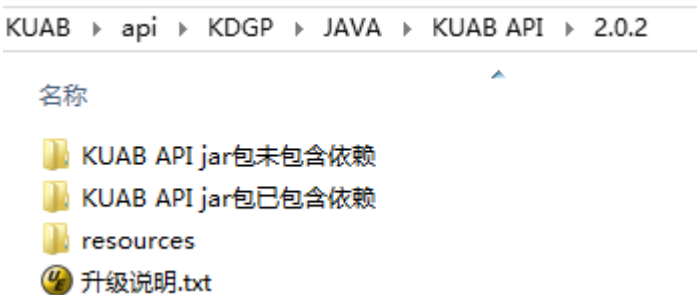 KUAB ▸ api ▸ KDGP ▸ JAVA ▸ KUAB API ▸ 2.0.2
名称
KUAB API jar包未包含依赖
KUAB API jar包已包含依赖
resources
升级说明.txt